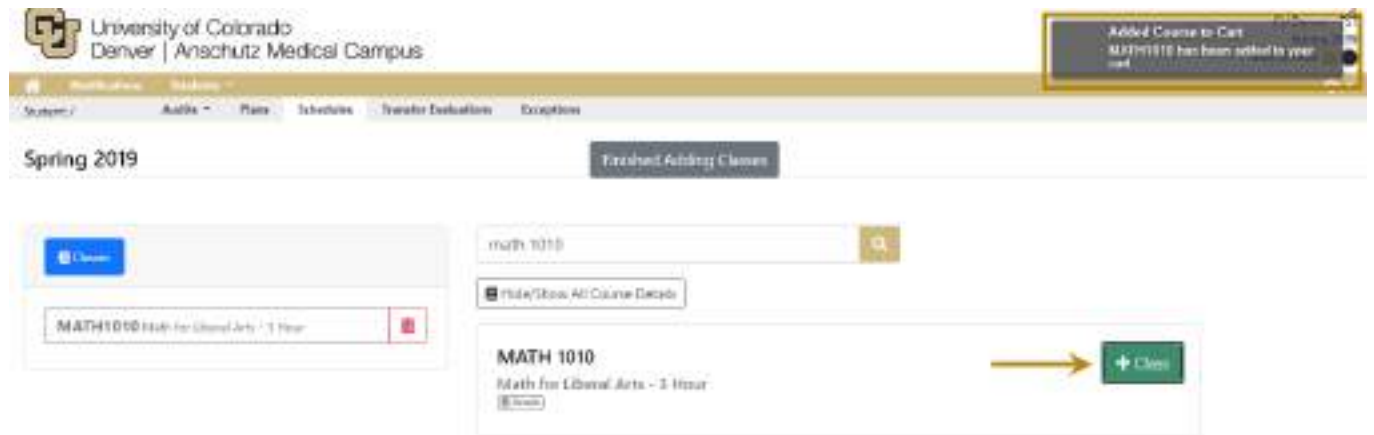 University of Colorado
Denver | Anschutz Medical Campus
Added Course to Cart
MATH1010 has been added to your
cart
Notifications Students
Students / Audits Plans Schedules Transfer Evaluations Exceptions
Spring 2019
Finished Adding Classes
Classes
math 1010
Hide/Show All Course Details
MATH1010 Math for Liberal Arts - 3 Hour
MATH 1010
+ Class
Math for Liberal Arts - 3 Hour
Details